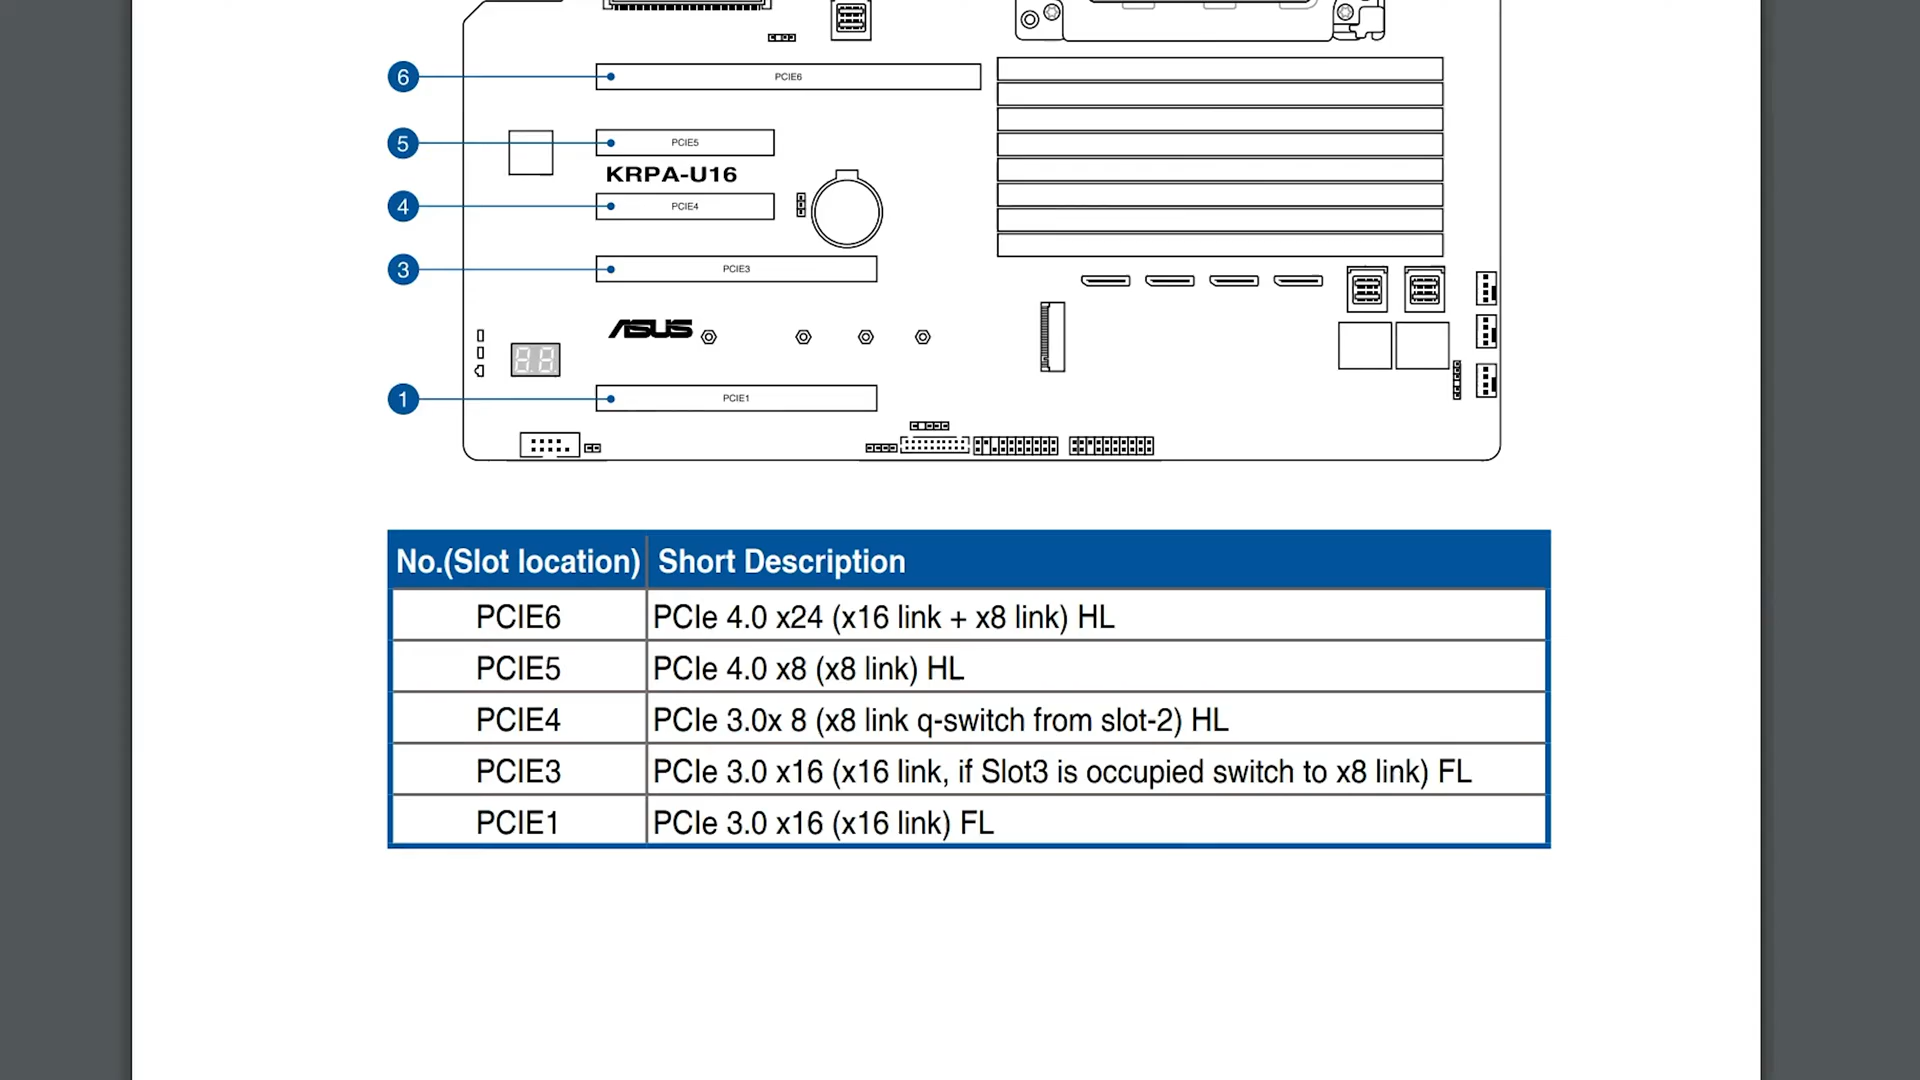 6
PCIE6
5
PCIE5
KRPA-U16
4
PCIE4
3
PCIE3
ASUS
88
1
PCIE1
No.(Slot location) Short Description
PCIE6 PCIe 4.0 x24 (x16 link + x8 link) HL
PCIE5 PCIe 4.0 x8 (x8 link) HL
PCIE4 PCIe 3.0x 8 (x8 link q-switch from slot-2) HL
PCIE3 PCIe 3.0 x16 (x16 link, if Slot3 is occupied switch to x8 link) FL
PCIE1 PCIe 3.0 x16 (x16 link) FL